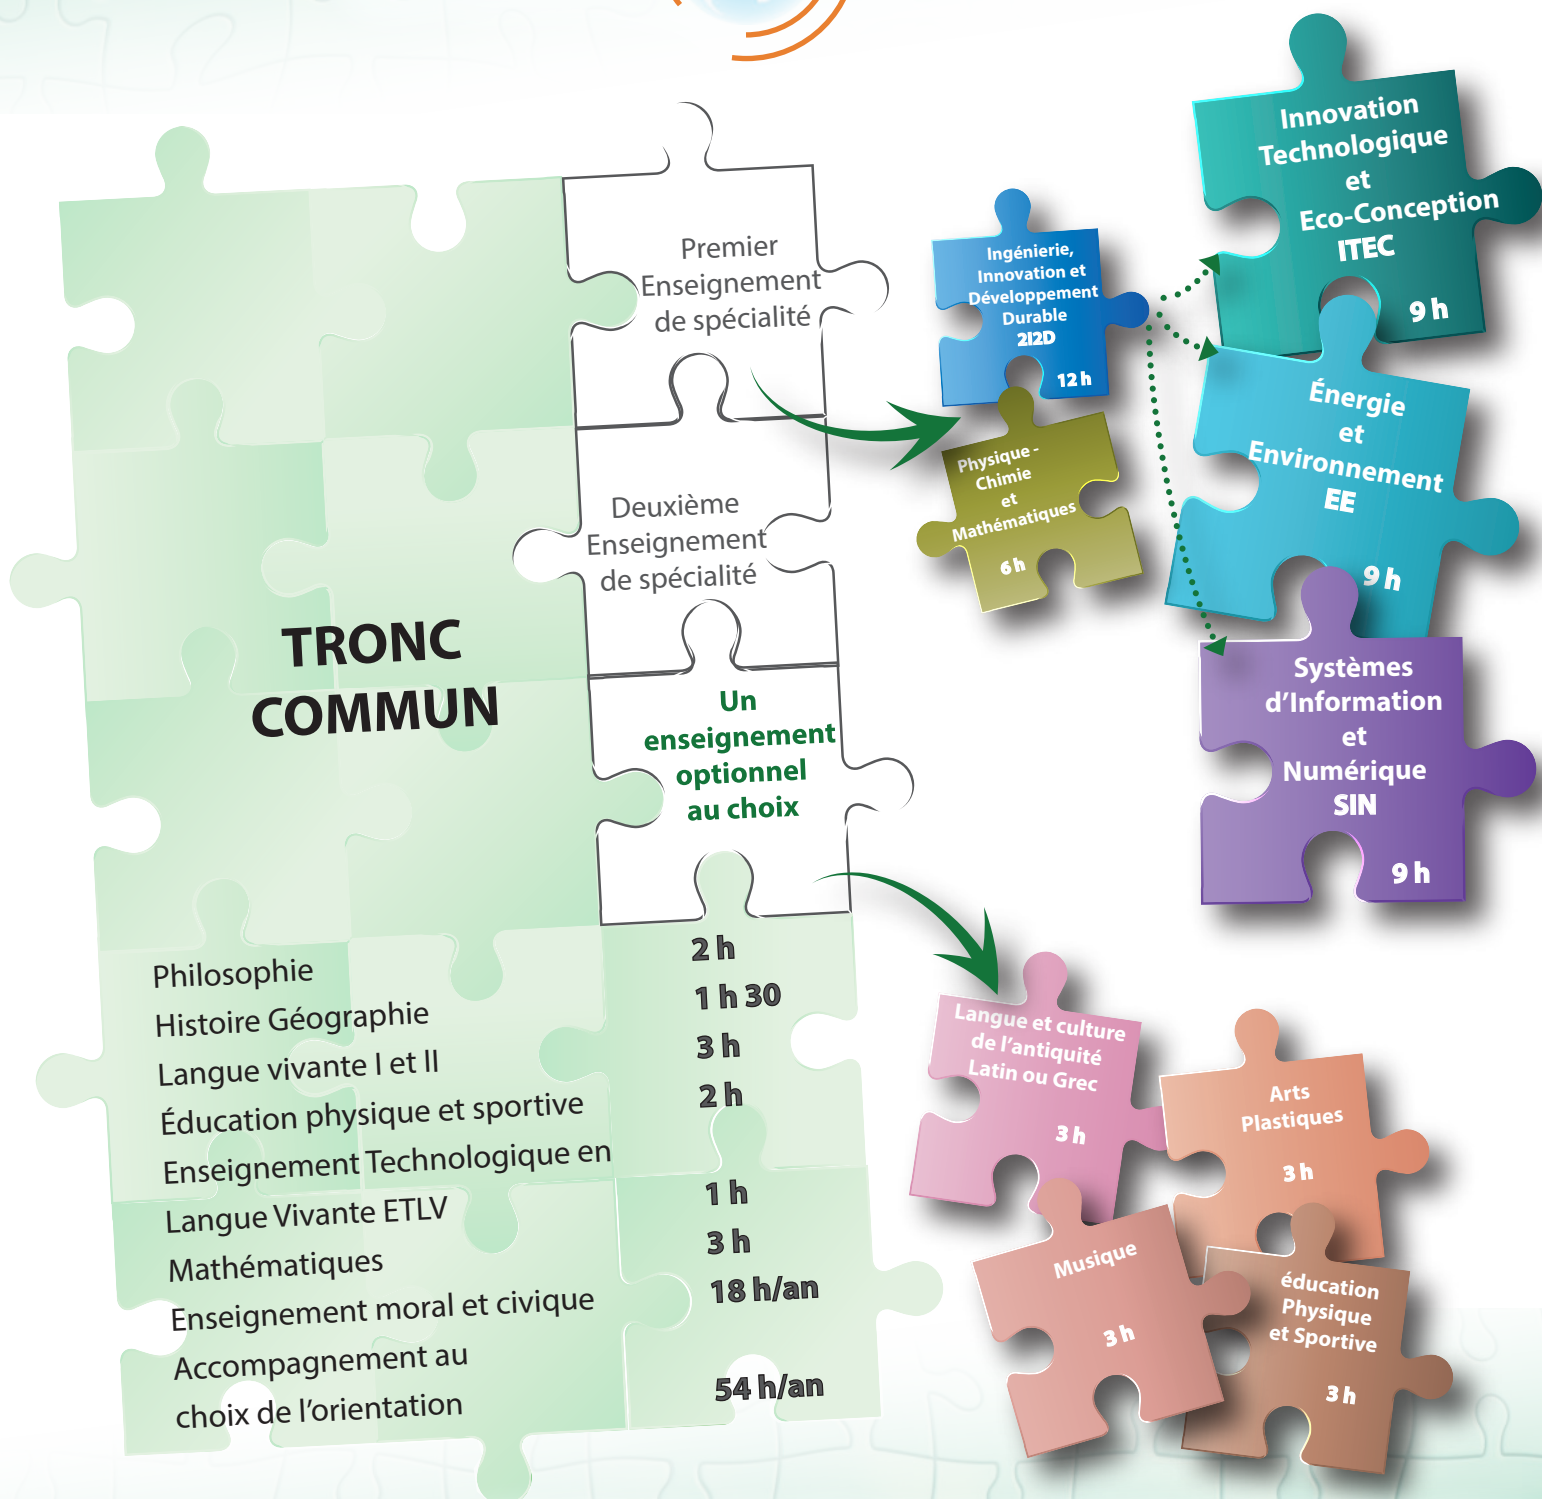 Premier
Enseignement
de spécialité
Deuxième
Enseignement
de spécialité
Un
enseignement
optionnel
au choix
TRONC
COMMUN
Philosophie 2 h
Histoire Géographie 1 h 30
Langue vivante I et II 3 h
Éducation physique et sportive 2 h
Enseignement Technologique en
Langue Vivante ETLV 1 h
Mathématiques 3 h
Enseignement moral et civique 18 h/an
Accompagnement au
choix de l'orientation 54 h/an
Ingénierie,
Innovation et
Développement
Durable
2I2D
12 h
Physique -
Chimie
et
Mathématiques
6 h
Innovation
Technologique
et
Eco-Conception
ITEC
9 h
Énergie
et
Environnement
EE
9 h
Systèmes
d'Information
et
Numérique
SIN
9 h
Langue et culture
de l'antiquité
Latin ou Grec
3 h
Arts
Plastiques
3 h
Musique
3 h
éducation
Physique
et Sportive
3 h